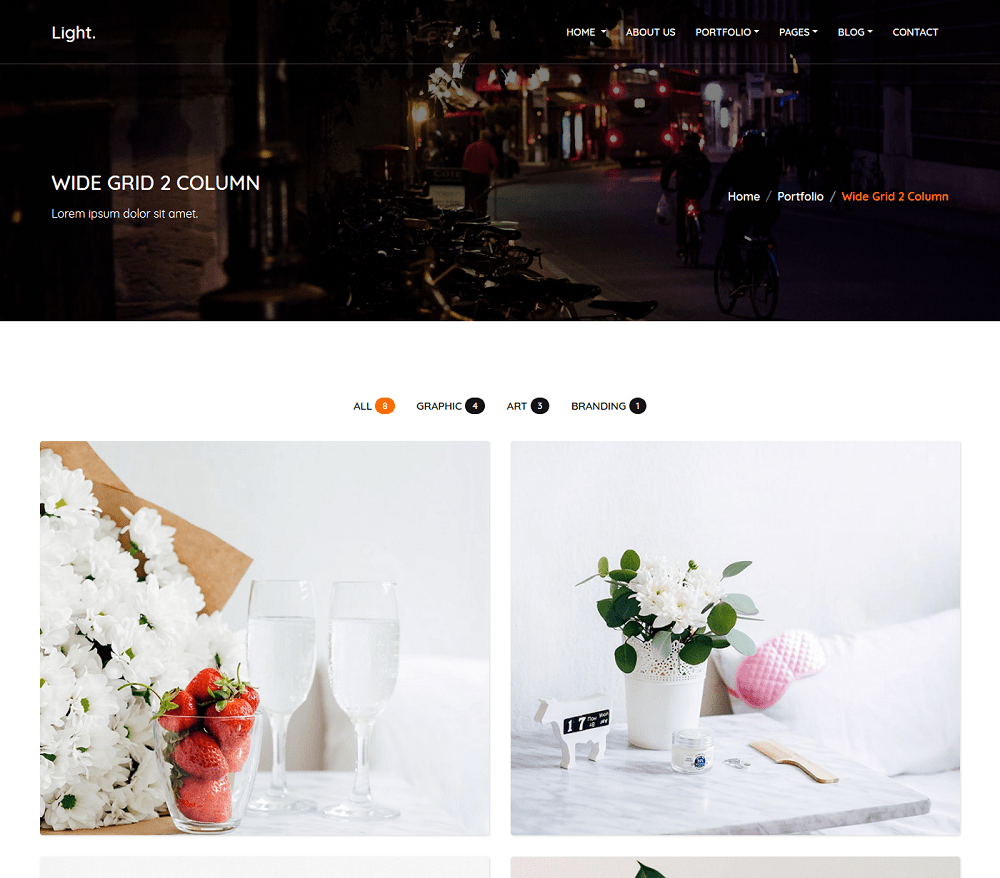 Light.
HOME ABOUT US PORTFOLIO PAGES BLOG CONTACT
WIDE GRID 2 COLUMN
Lorem ipsum dolor sit amet.
Home / Portfolio / Wide Grid 2 Column
ALL 8 GRAPHIC 4 ART 3 BRANDING 1
17